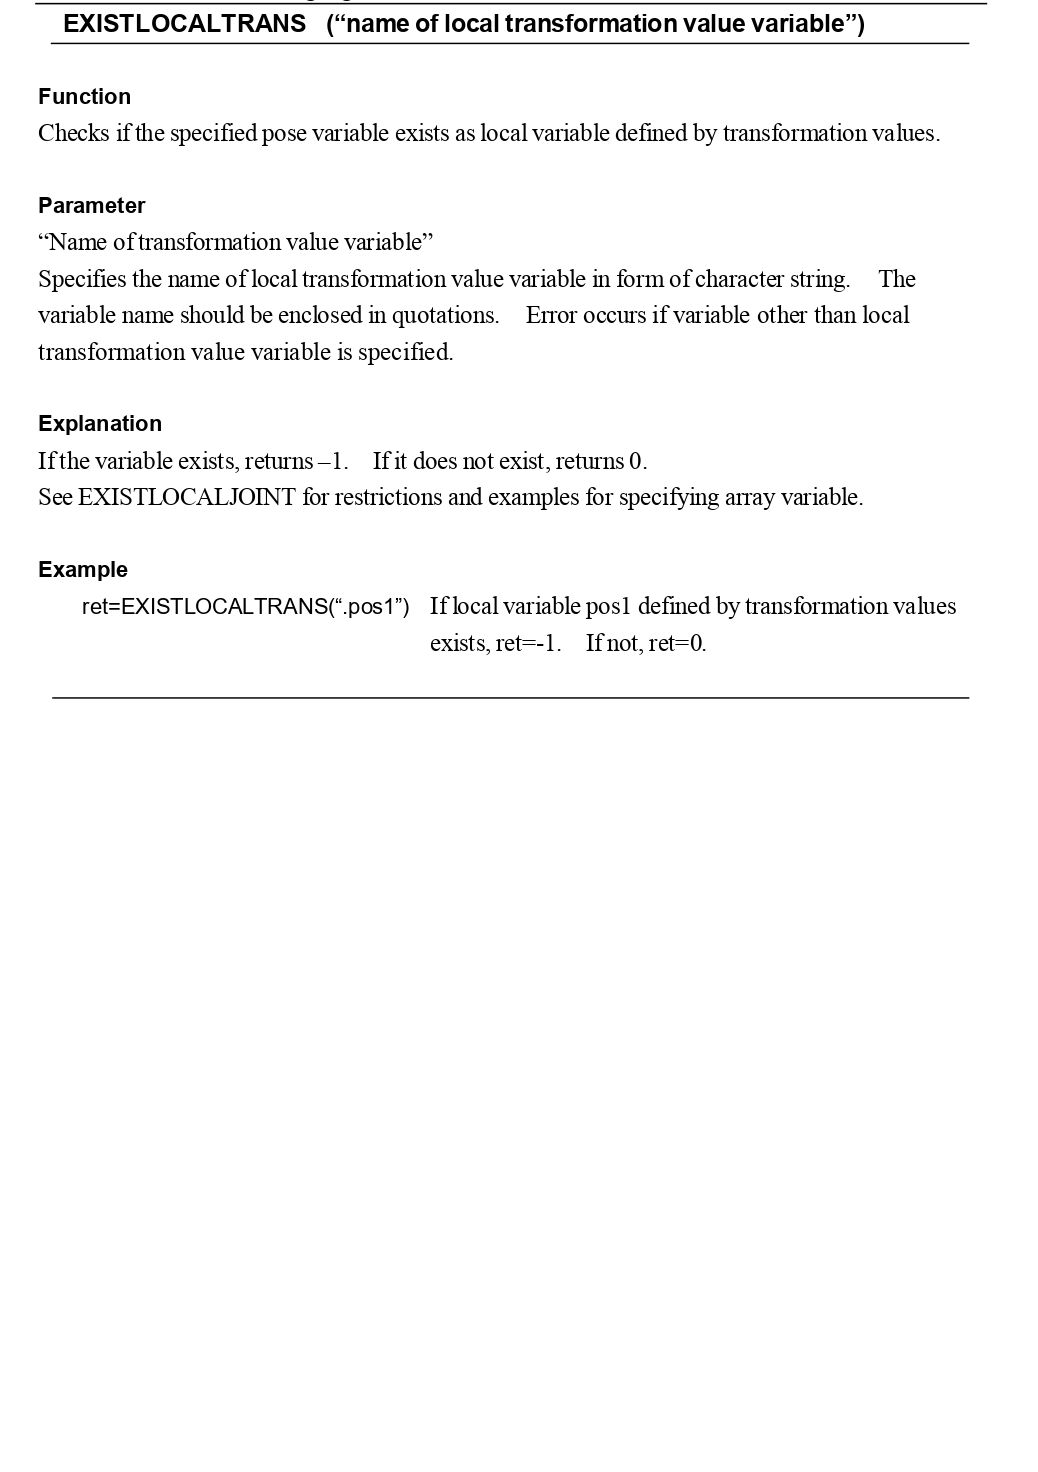 EXISTLOCALTRANS (“name of local transformation value variable”)
Function
Checks if the specified pose variable exists as local variable defined by transformation values.
Parameter
“Name of transformation value variable”
Specifies the name of local transformation value variable in form of character string. The
variable name should be enclosed in quotations. Error occurs if variable other than local
transformation value variable is specified.
Explanation
If the variable exists, returns –1. If it does not exist, returns 0.
See EXISTLOCALJOINT for restrictions and examples for specifying array variable.
Example
ret=EXISTLOCALTRANS(“.pos1”) If local variable pos1 defined by transformation values
exists, ret=-1. If not, ret=0.